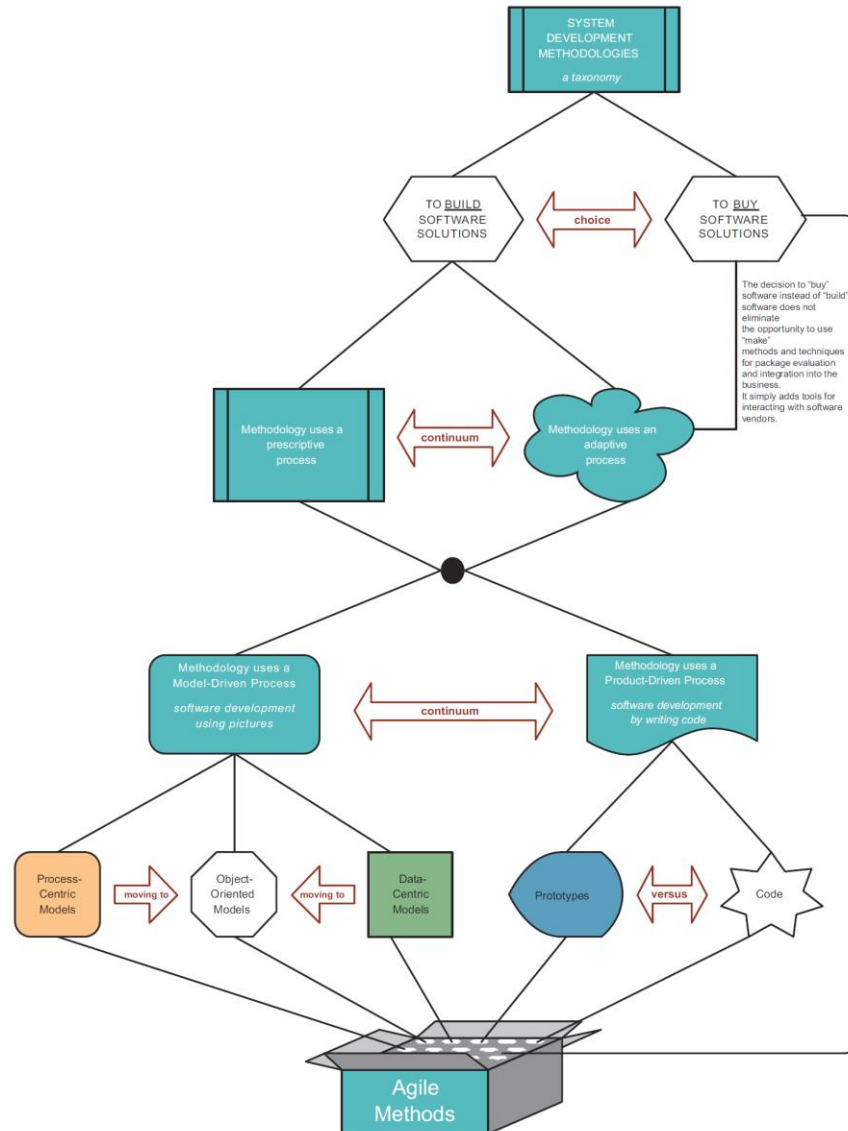 SYSTEM
DEVELOPMENT
METHODOLOGIES
a taxonomy
TO BUILD
SOFTWARE
SOLUTIONS
choice
TO BUY
SOFTWARE
SOLUTIONS
The decision to “buy”
software instead of “build”
software does not
eliminate
the opportunity to use
“make”
methods and techniques
for package evaluation
and integration into the
business.
It simply adds tools for
interacting with software
vendors.
Methodology uses a
prescriptive
process
continuum
Methodology uses an
adaptive
process
Methodology uses a
Model-Driven Process
software development
using pictures
continuum
Methodology uses a
Product-Driven Process
software development
by writing code
Process-
Centric
Models
moving to
Object-
Oriented
Models
moving to
Data-
Centric
Models
Prototypes
versus
Code
Agile
Methods